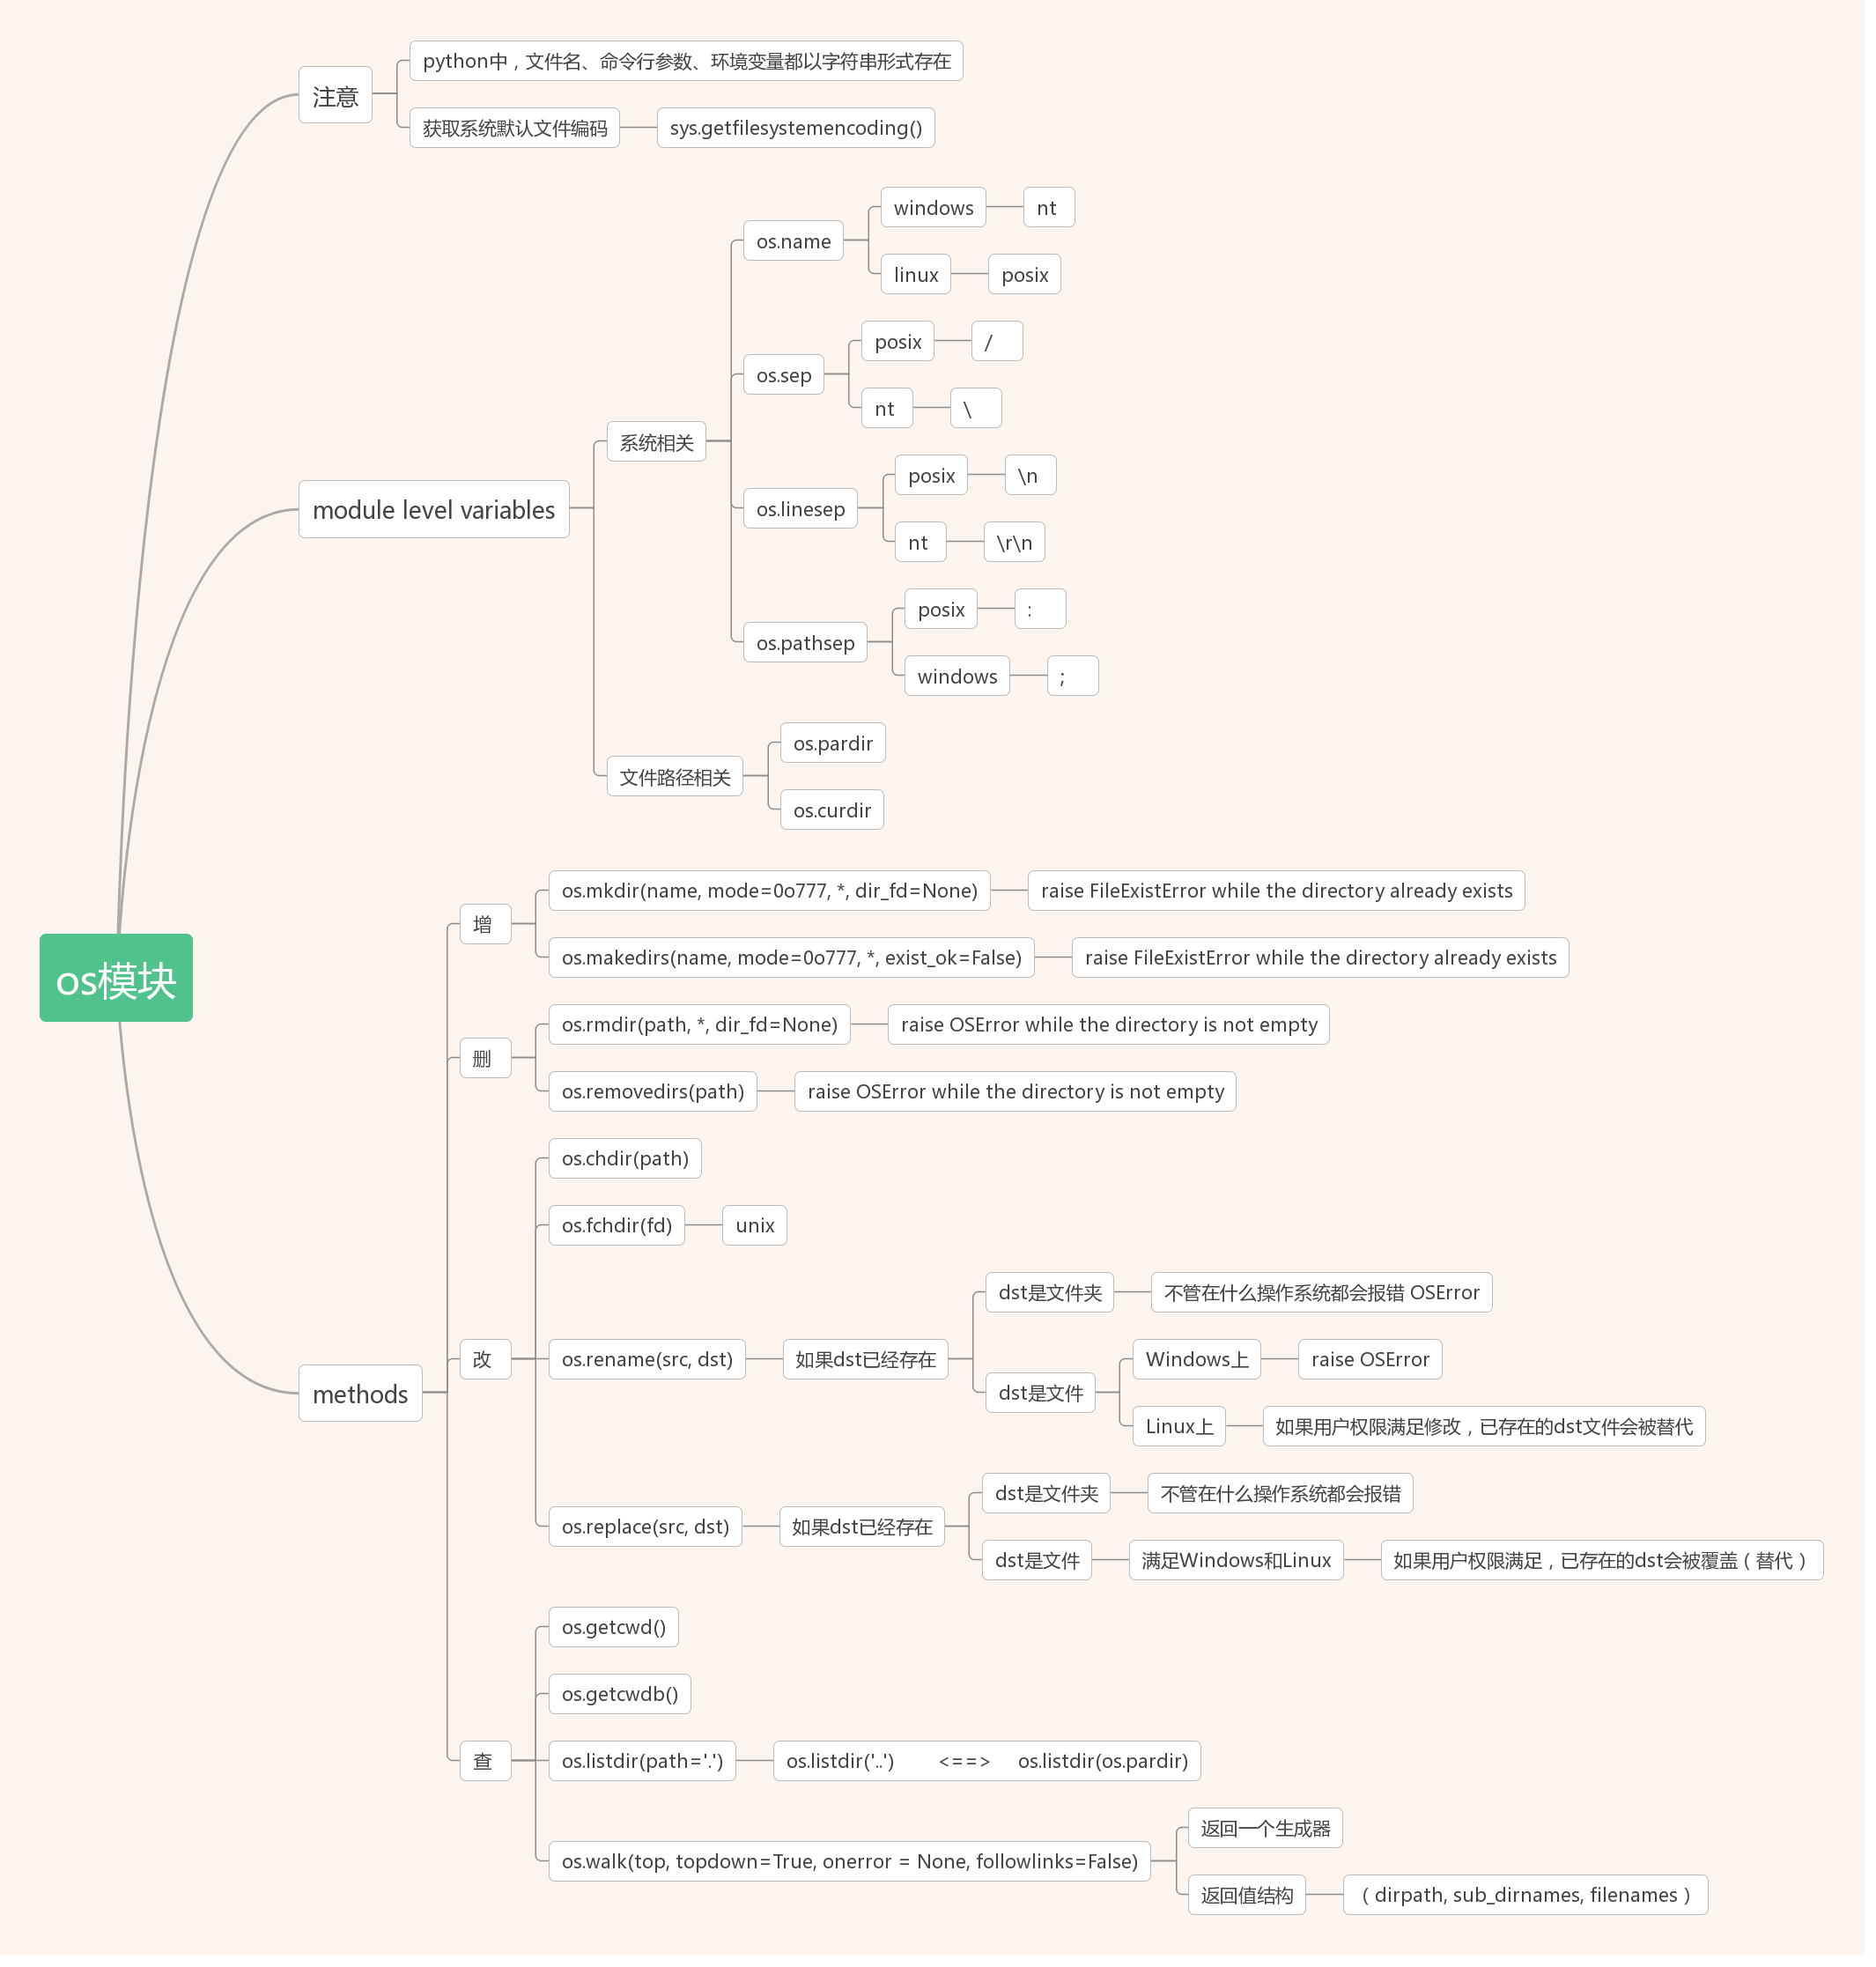 os模块
注意
python中，文件名、命令行参数、环境变量都以字符串形式存在
获取系统默认文件编码
sys.getfilesystemencoding()
module level variables
系统相关
os.name
windows
nt
linux
posix
os.sep
posix
/
nt
\
os.linesep
posix
\n
nt
\r\n
os.pathsep
posix
:
windows
;
文件路径相关
os.pardir
os.curdir
methods
增
os.mkdir(name, mode=0o777, *, dir_fd=None)
raise FileExistError while the directory already exists
os.makedirs(name, mode=0o777, *, exist_ok=False)
raise FileExistError while the directory already exists
删
os.rmdir(path, *, dir_fd=None)
raise OSError while the directory is not empty
os.removedirs(path)
raise OSError while the directory is not empty
改
os.chdir(path)
os.fchdir(fd)
unix
os.rename(src, dst)
如果dst已经存在
dst是文件夹
不管在什么操作系统都会报错 OSError
dst是文件
Windows上
raise OSError
Linux上
如果用户权限满足修改，已存在的dst文件会被替代
os.replace(src, dst)
如果dst已经存在
dst是文件夹
不管在什么操作系统都会报错
dst是文件
满足Windows和Linux
如果用户权限满足，已存在的dst会被覆盖（替代）
查
os.getcwd()
os.getcwdb()
os.listdir(path='.')
os.listdir('..') <==> os.listdir(os.pardir)
os.walk(top, topdown=True, onerror = None, followlinks=False)
返回一个生成器
返回值结构
（dirpath, sub_dirnames, filenames）